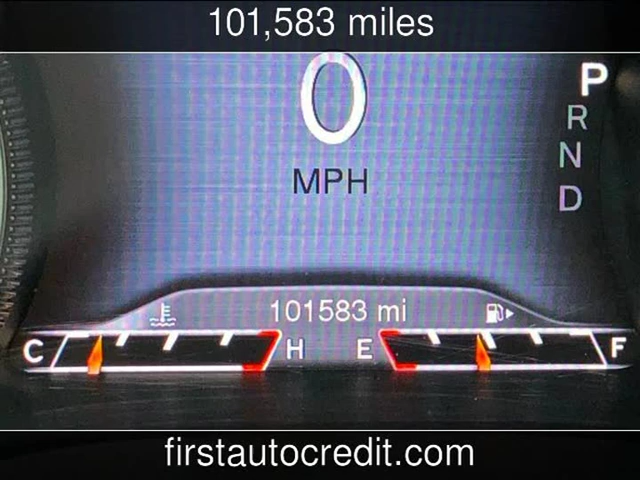 101,583 miles
0
MPH
P
R
N
D
101583 mi
C H E F
firstautocredit.com